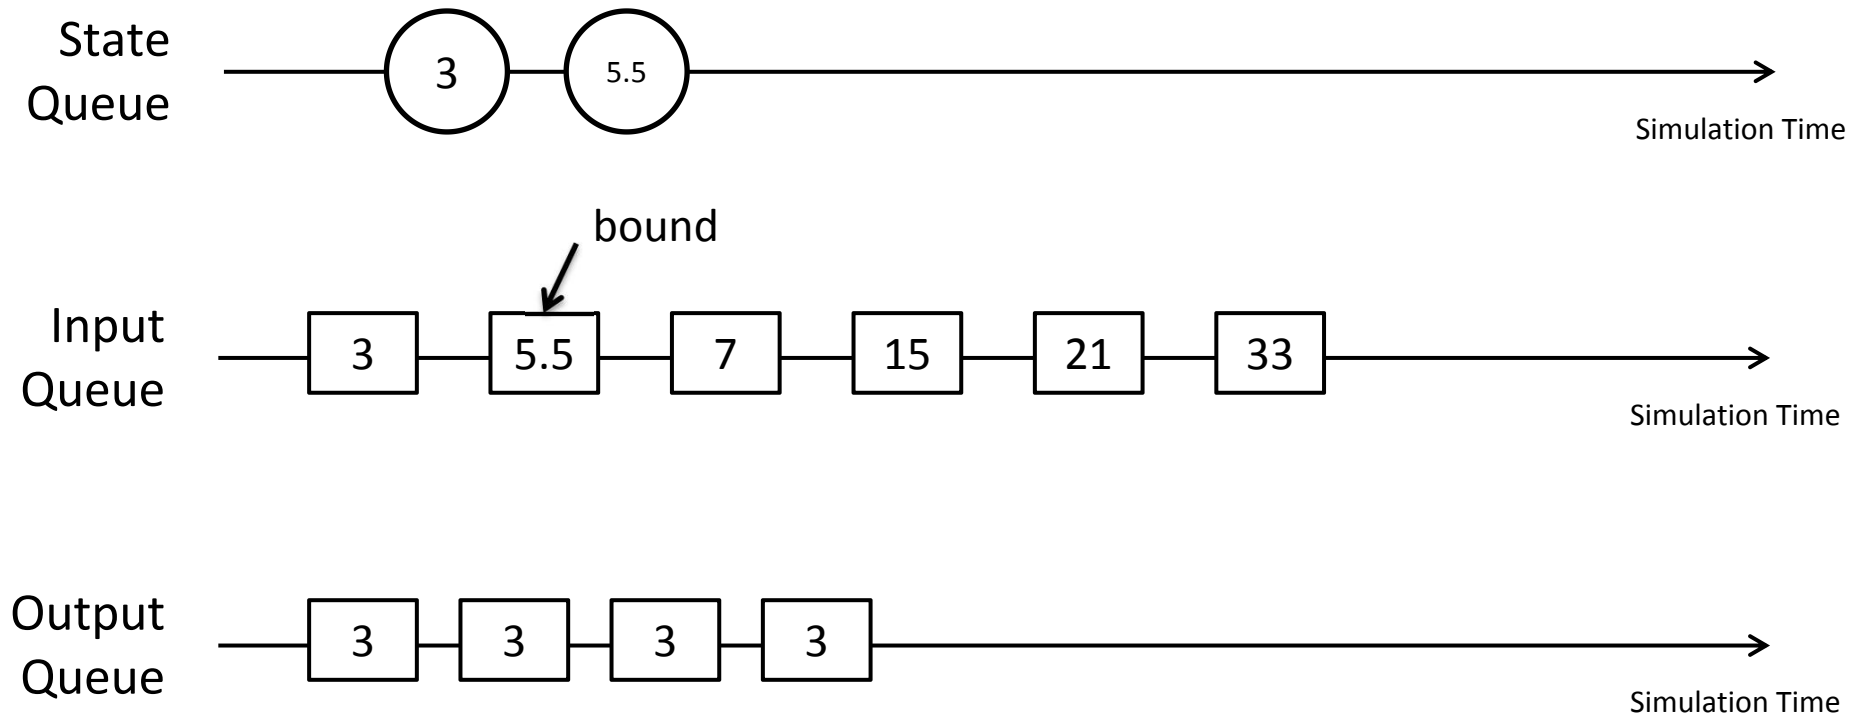 State
Queue
3
5.5
Simulation Time
bound
Input
Queue
3
5.5
7
15
21
33
Simulation Time
Output
Queue
3
3
3
3
Simulation Time